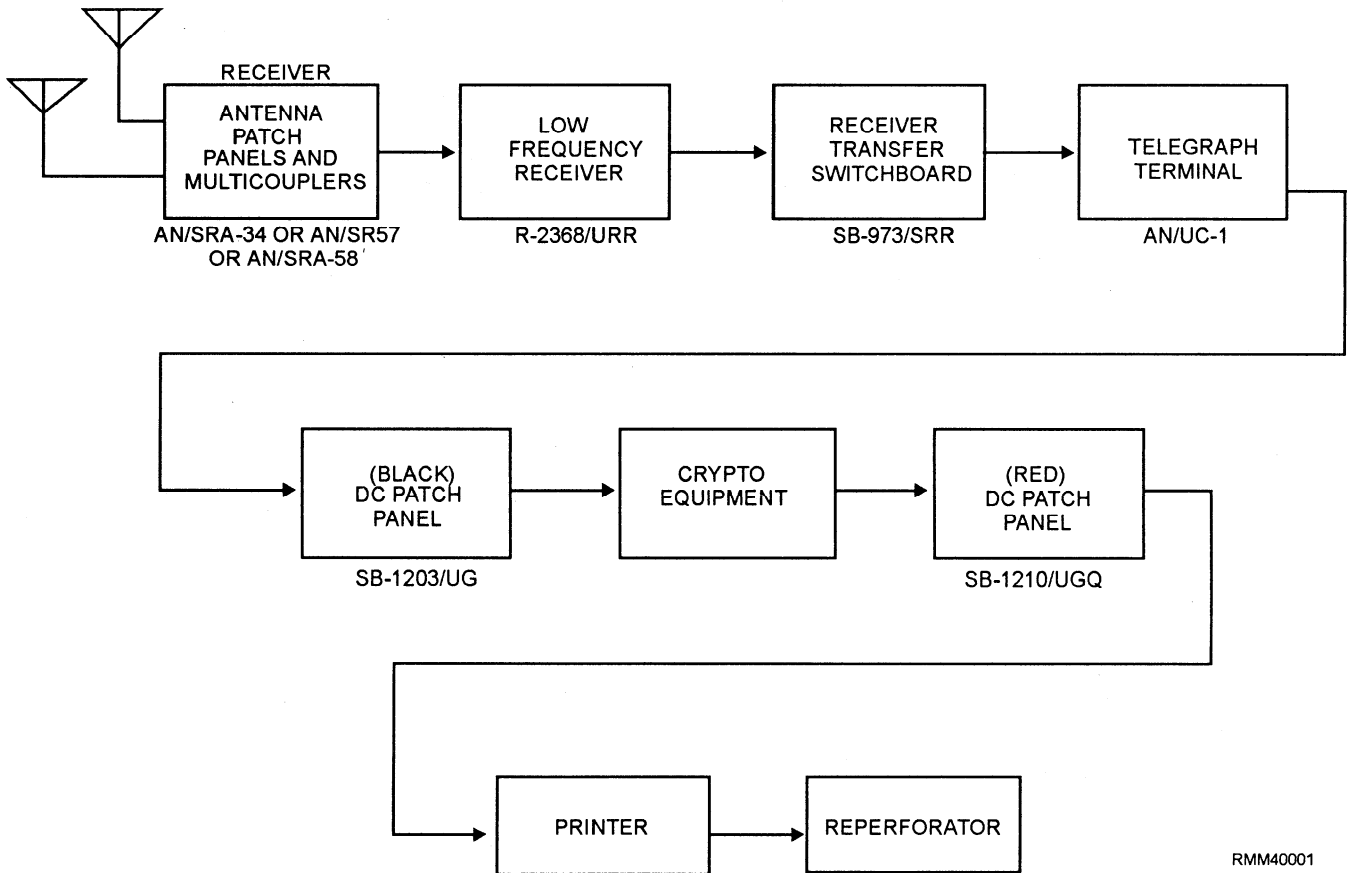 RECEIVER
ANTENNA
PATCH
PANELS AND
MULTICOUPLERS
AN/SRA-34 OR AN/SR57
OR AN/SRA-58
LOW
FREQUENCY
RECEIVER
R-2368/URR
RECEIVER
TRANSFER
SWITCHBOARD
SB-973/SRR
TELEGRAPH
TERMINAL
AN/UC-1
(BLACK)
DC PATCH
PANEL
SB-1203/UG
CRYPTO
EQUIPMENT
(RED)
DC PATCH
PANEL
SB-1210/UGQ
PRINTER
REPERFORATOR
RMM40001